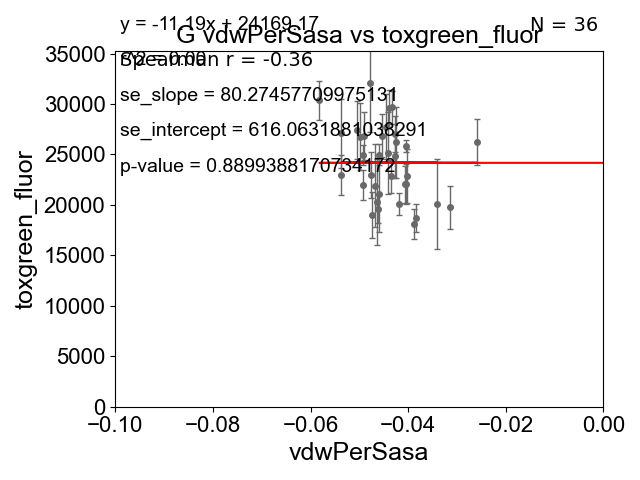 y = -11.19x + 24169.17
N = 36
G vdwPerSasa vs toxgreen_fluor
r^2 = 0.00
Spearman r = -0.36
se_slope = 80.27457709975131
se_intercept = 616.0631881038291
p-value = 0.8899388170734172
toxgreen_fluor
35000
30000
25000
20000
15000
10000
5000
0
−0.10 −0.08 −0.06 −0.04 −0.02 0.00
vdwPerSasa